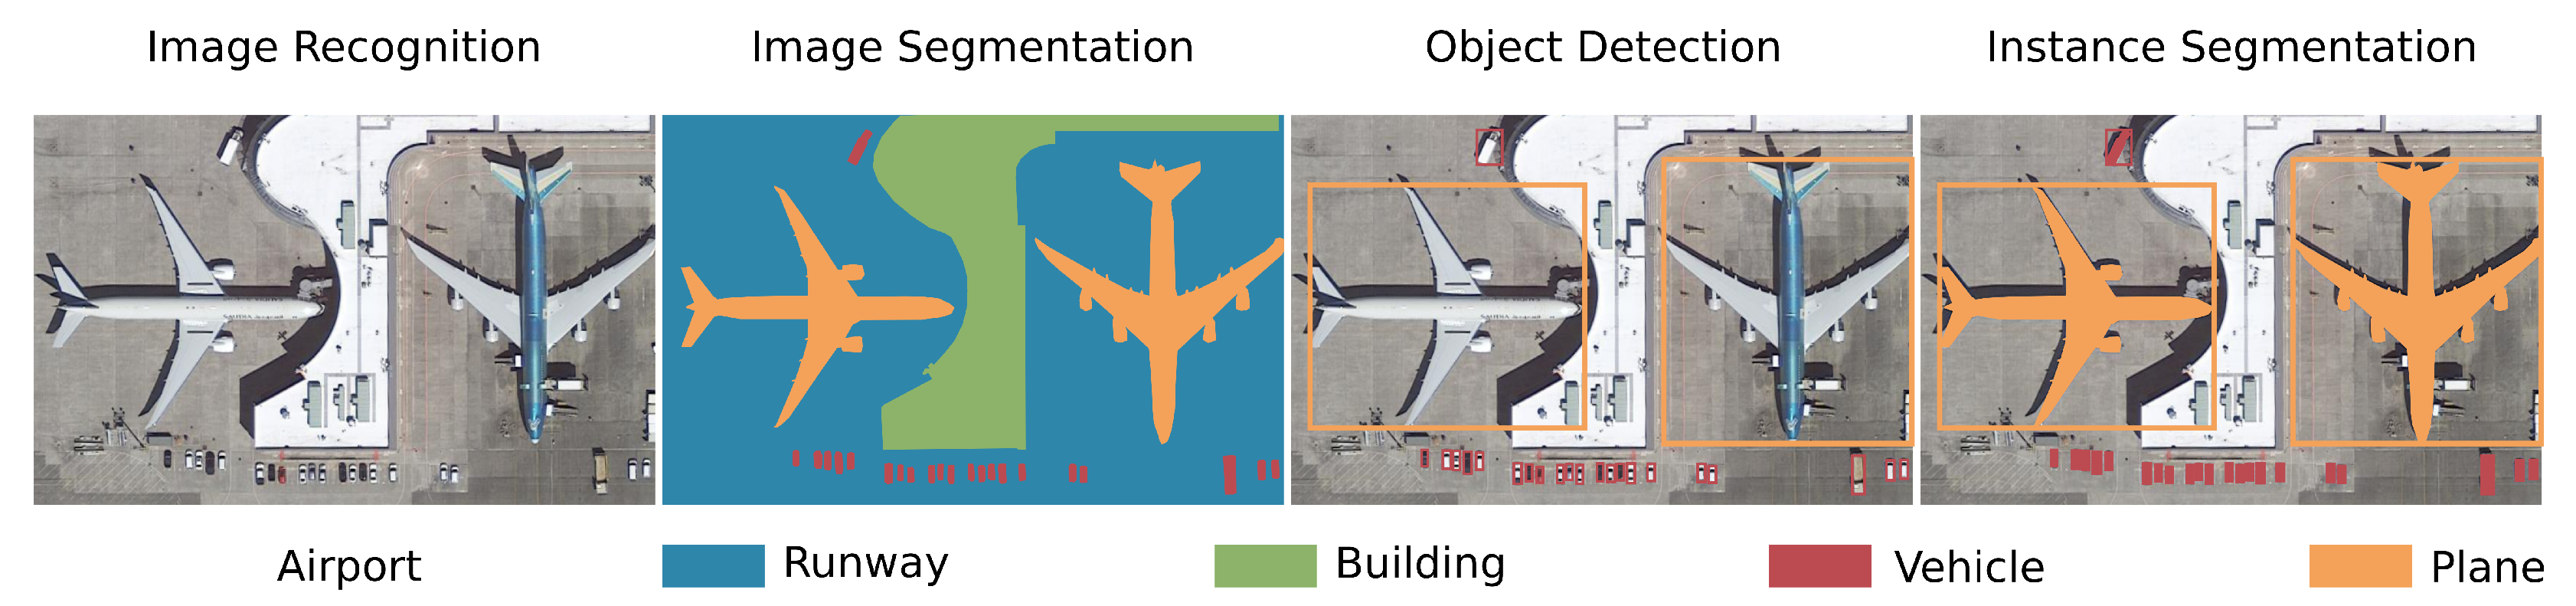 Image Recognition
Image Segmentation
Object Detection
Instance Segmentation
Airport
Runway
Building
Vehicle
Plane